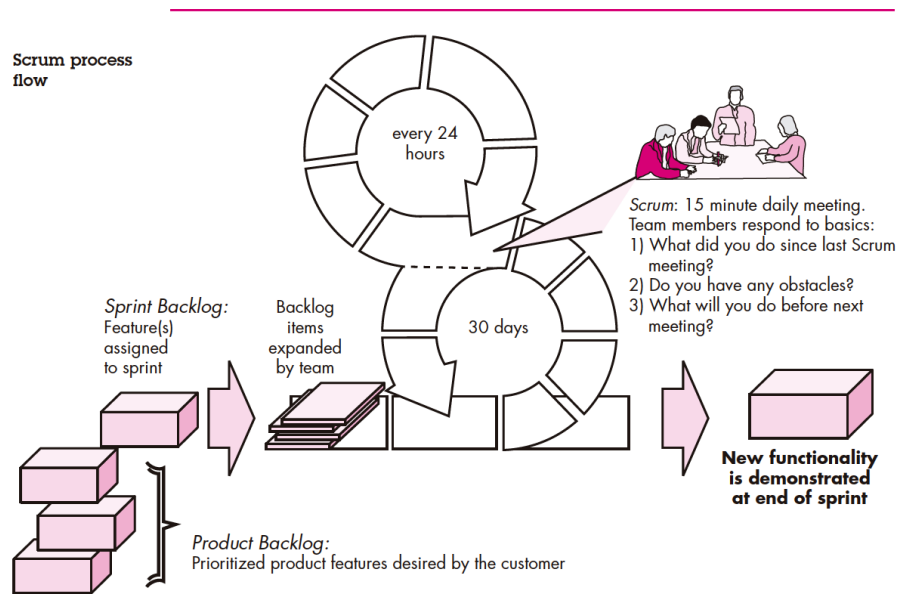 Scrum process
flow
every 24
hours
Scrum: 15 minute daily meeting.
Team members respond to basics:
1) What did you do since last Scrum
meeting?
2) Do you have any obstacles?
3) What will you do before next
meeting?
Sprint Backlog:
Feature(s)
assigned
to sprint
Backlog
items
expanded
by team
30 days
New functionality
is demonstrated
at end of sprint
Product Backlog:
Prioritized product features desired by the customer